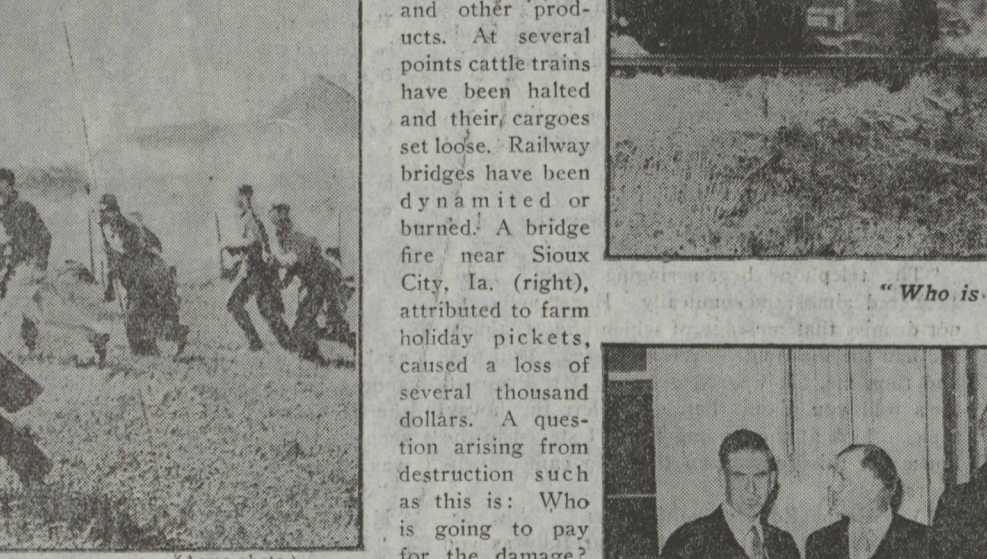 and other prod-
ucts. At several
points cattle trains
have been halted
and their cargoes
set loose. Railway
bridges have been
dynamited or
burned. A bridge
fire near Sioux
City, Ia. (right),
attributed to farm
holiday pickets,
caused a loss of
several thousand
dollars. A ques-
tion arising from
destruction such
as this is: Who
is going to pay
for the damage?
"Who is